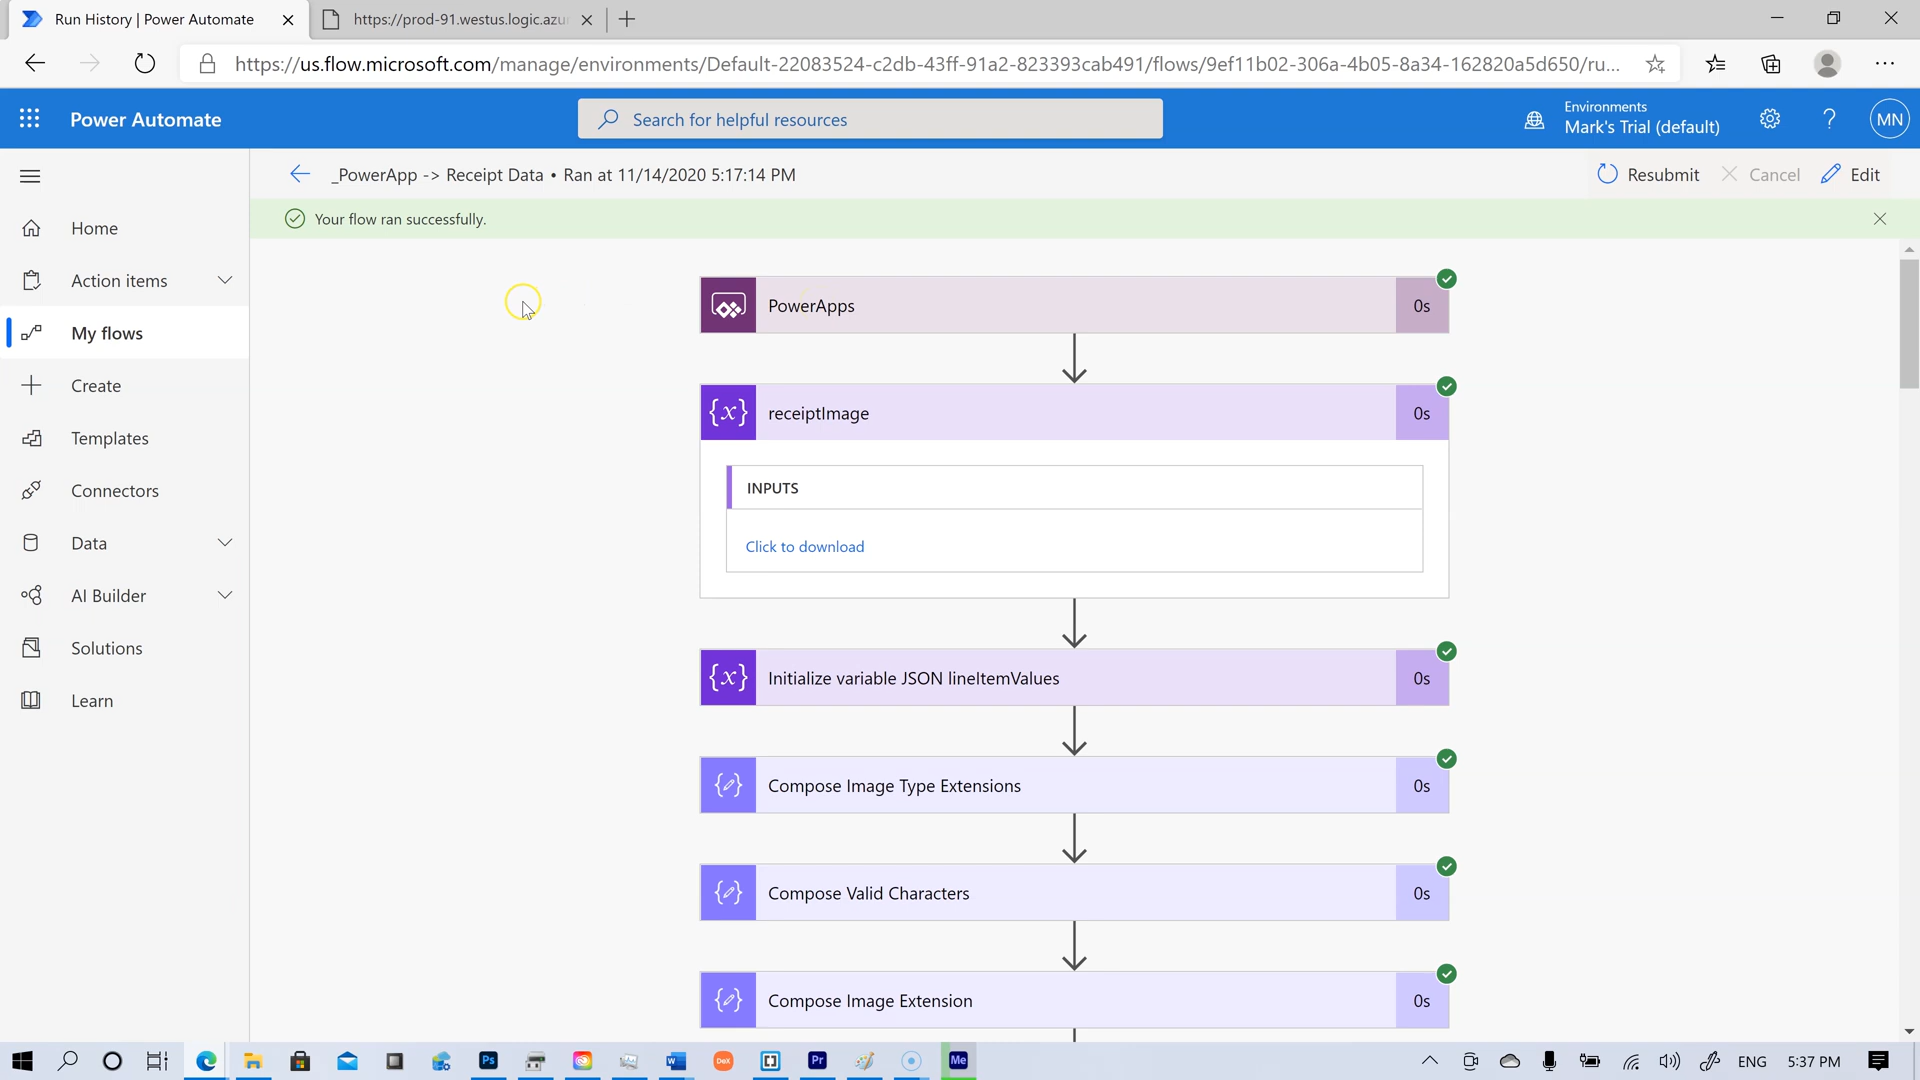 Run History | Power Automate
https://prod-91.westus.logic.azu
https://us.flow.microsoft.com/manage/environments/Default-22083524-c2db-43ff-91a2-823393cab491/flows/9ef11b02-306a-4b05-8a34-162820a5d650/ru...
Power Automate
Search for helpful resources
Environments
Mark's Trial (default)
MN
_PowerApp -> Receipt Data • Ran at 11/14/2020 5:17:14 PM
Resubmit
Cancel
Edit
Your flow ran successfully.
Home
Action items
My flows
Create
Templates
Connectors
Data
AI Builder
Solutions
Learn
PowerApps
0s
{x}
receiptImage
0s
INPUTS
Click to download
{x}
Initialize variable JSON lineItemValues
0s
Compose Image Type Extensions
0s
Compose Valid Characters
0s
Compose Image Extension
0s
Ps
DeX
Pr
Me
ENG
5:37 PM